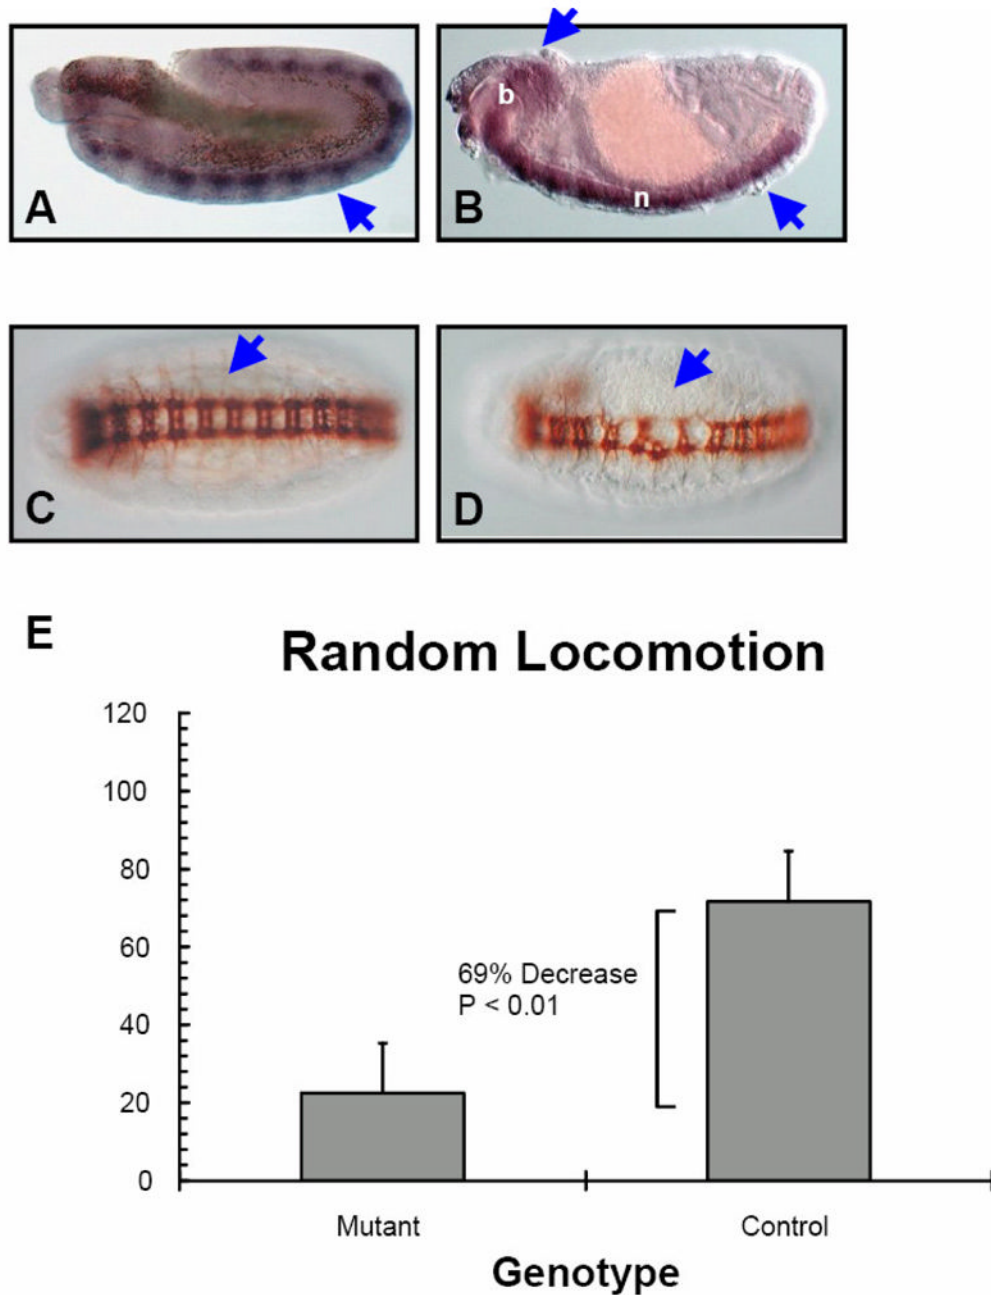 A
b
n
B
C
D
E
Random Locomotion
120
100
80
60
40
20
0
69% Decrease
P < 0.01
Mutant
Control
Genotype